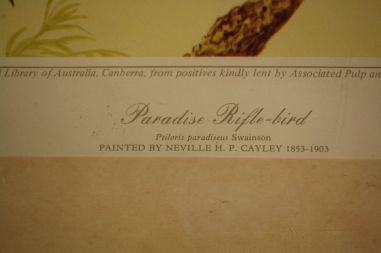 l Library of Australia, Canberra, from positives kindly lent by Associated Pulp an
Paradise Rifle-bird
Ptiloris paradiseus Swainson
PAINTED BY NEVILLE H. P. CAYLEY 1853-1903